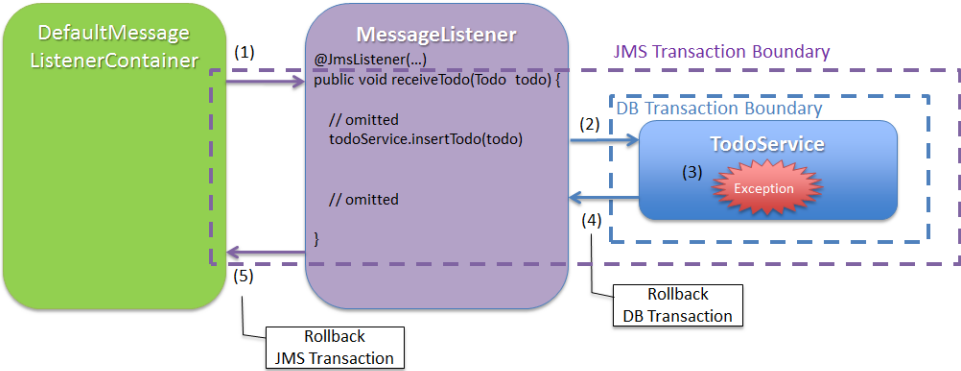 DefaultMessage
ListenerContainer
(1)
MessageListener
@JmsListener(...)
public void receiveTodo(Todo todo) {
// omitted
todoService.insertTodo(todo)
// omitted
}
JMS Transaction Boundary
DB Transaction Boundary
(2)
TodoService
(3)
Exception
(4)
(5)
Rollback
DB Transaction
Rollback
JMS Transaction